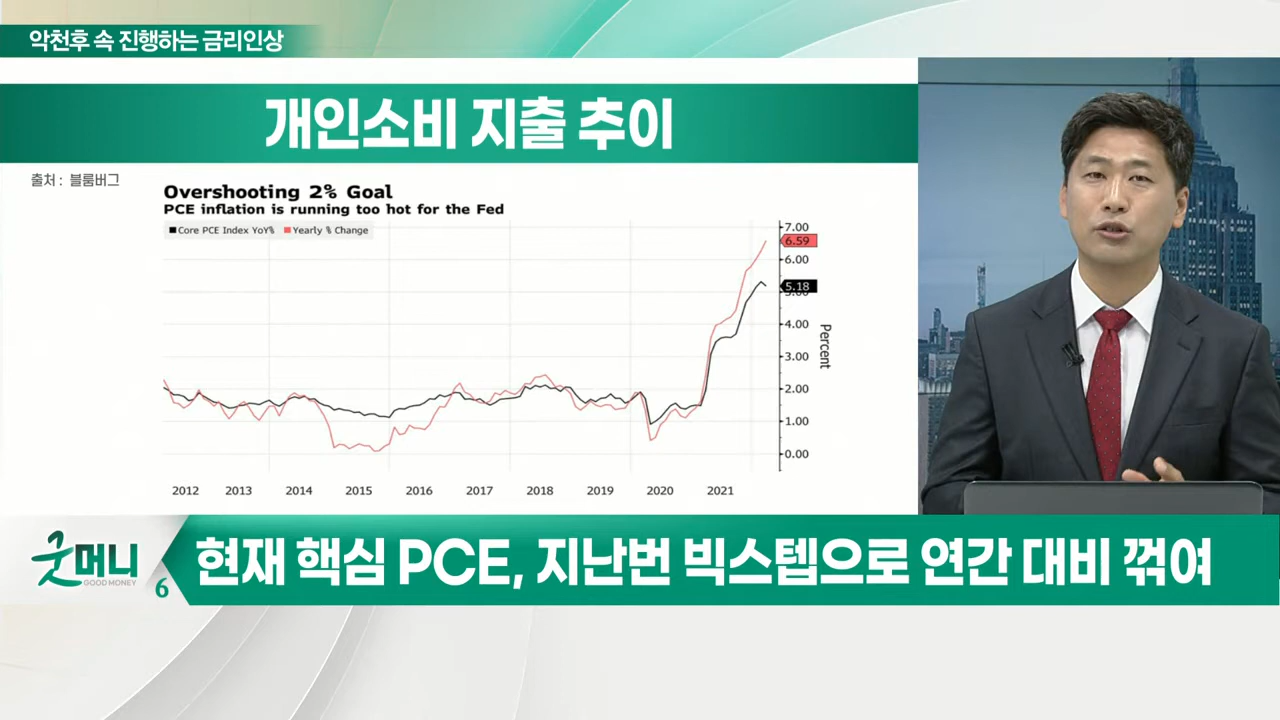 악천후 속 진행하는 금리인상
개인소비 지출 추이
출처 : 블룸버그
Overshooting 2% Goal
PCE inflation is running too hot for the Fed
Core PCE Index YoY% Yearly % Change
7.00
6.59
6.00
5.18
5.00
4.00
3.00
2.00
1.00
0.00
Percent
2012 2013 2014 2015 2016 2017 2018 2019 2020 2021
굿머니
GOOD MONEY
6
현재 핵심 PCE, 지난번 빅스텝으로 연간 대비 꺾여